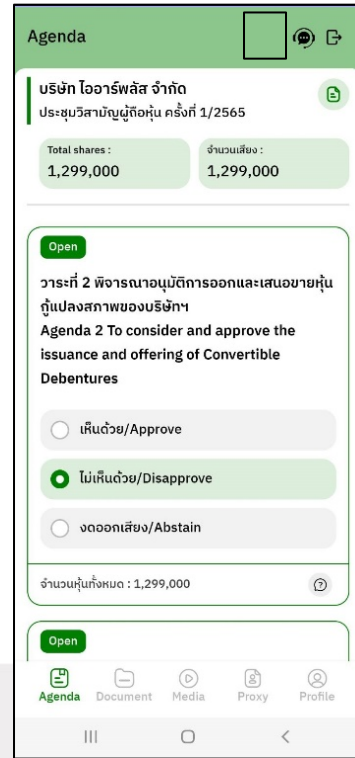 Agenda
บริษัท ไออาร์พลัส จำกัด
ประชุมวิสามัญผู้ถือหุ้น ครั้งที่ 1/2565
Total shares :
1,299,000
จำนวนเสียง :
1,299,000
Open
วาระที่ 2 พิจารณาอนุมัติการออกและเสนอขายหุ้น
กู้แปลงสภาพของบริษัทฯ
Agenda 2 To consider and approve the
issuance and offering of Convertible
Debentures
เห็นด้วย/Approve
ไม่เห็นด้วย/Disapprove
งดออกเสียง/Abstain
จำนวนหุ้นทั้งหมด : 1,299,000
Open
Agenda Document Media Proxy Profile